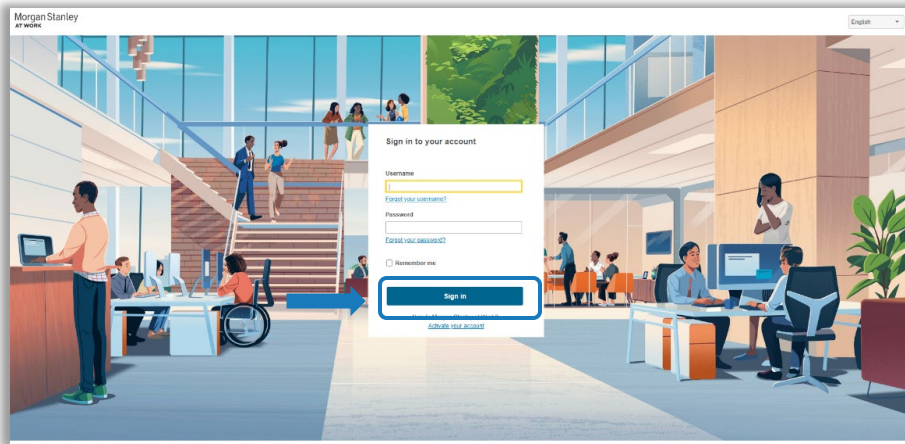 Morgan Stanley
AT WORK
English
Sign in to your account
Username
Forgot your username?
Password
Forgot your password?
Remember me
Sign in
Activate your account